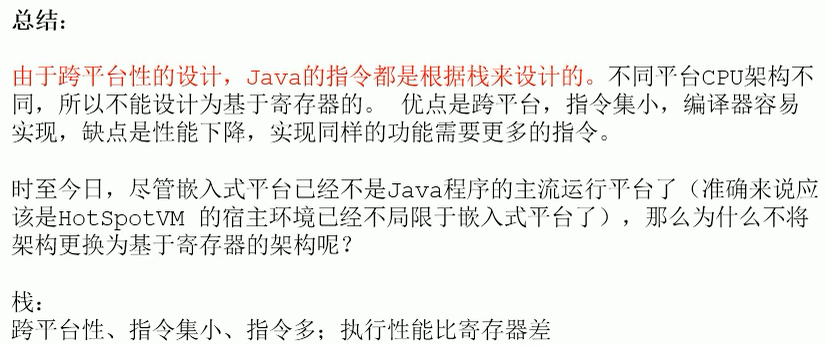 总结：
由于跨平台性的设计，Java的指令都是根据栈来设计的。不同平台CPU架构不
同，所以不能设计为基于寄存器的。 优点是跨平台，指令集小，编译器容易
实现，缺点是性能下降，实现同样的功能需要更多的指令。
时至今日，尽管嵌入式平台已经不是Java程序的主流运行平台了（准确来说应
该是HotSpotVM 的宿主环境已经不局限于嵌入式平台了），那么为什么不将
架构更换为基于寄存器的架构呢？
栈：
跨平台性、指令集小、指令多；执行性能比寄存器差